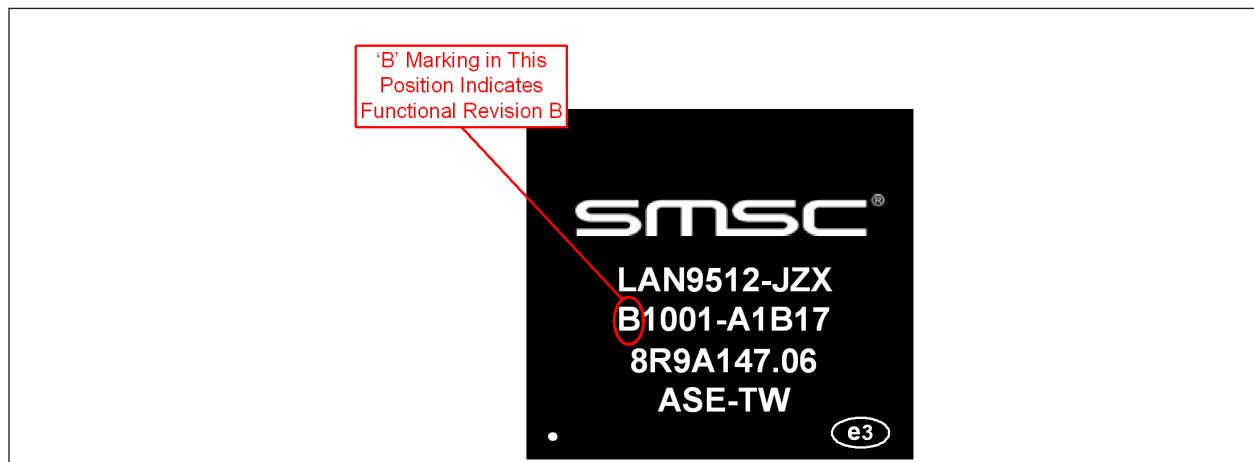 ‘B’ Marking in This
Position Indicates
Functional Revision B
smsc®
LAN9512-JZX
B1001-A1B17
8R9A147.06
ASE-TW
e3